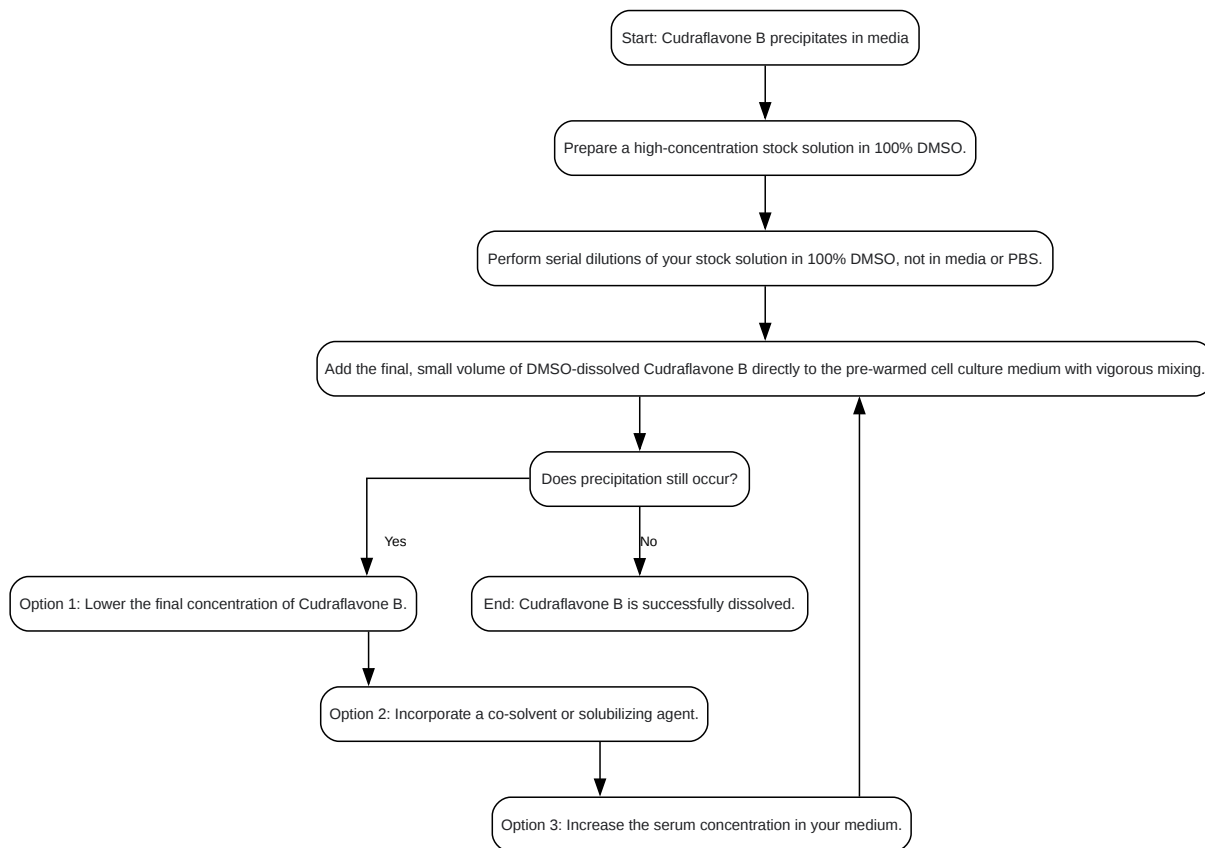 Start: Cudraflavone B precipitates in media
Prepare a high-concentration stock solution in 100% DMSO.
Perform serial dilutions of your stock solution in 100% DMSO, not in media or PBS.
Add the final, small volume of DMSO-dissolved Cudraflavone B directly to the pre-warmed cell culture medium with vigorous mixing.
Does precipitation still occur?
Yes
No
Option 1: Lower the final concentration of Cudraflavone B.
End: Cudraflavone B is successfully dissolved.
Option 2: Incorporate a co-solvent or solubilizing agent.
Option 3: Increase the serum concentration in your medium.